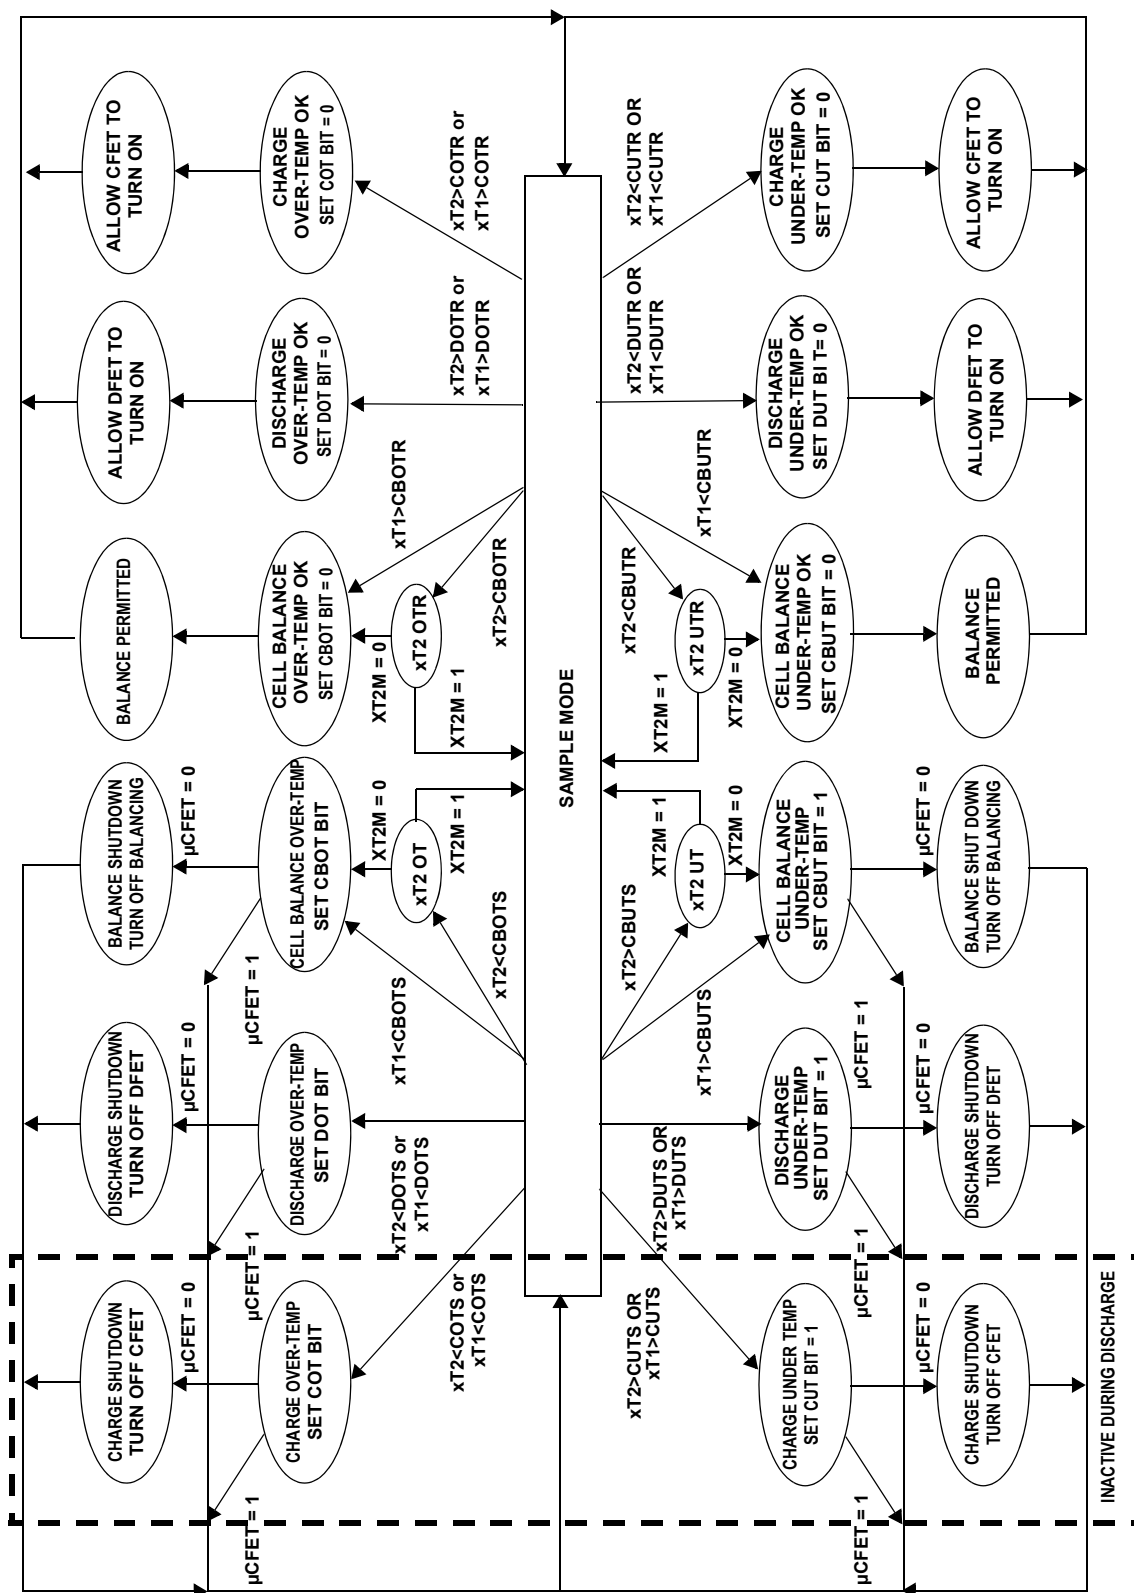 CHARGE SHUTDOWN
TURN OFF CFET
DISCHARGE SHUTDOWN
TURN OFF DFET
BALANCE SHUTDOWN
TURN OFF BALANCING
BALANCE PERMITTED
ALLOW DFET TO
TURN ON
ALLOW CFET TO
TURN ON
µCFET = 0
µCFET = 0
µCFET = 0
µCFET = 1
µCFET = 1
µCFET = 1
CHARGE OVER-TEMP
SET COT BIT
DISCHARGE OVER-TEMP
SET DOT BIT
CELL BALANCE OVER-TEMP
SET CBOT BIT
CELL BALANCE
OVER-TEMP OK
SET CBOT BIT = 0
DISCHARGE
OVER-TEMP OK
SET DOT BIT = 0
CHARGE
OVER-TEMP OK
SET COT BIT = 0
XT2M = 0
XT2M = 0
xT2 OT
xT2 OTR
XT2M = 1
XT2M = 1
xT2<COTS or
xT1<COTS
xT2<DOTS or
xT1<DOTS
xT1<CBOTS
xT2<CBOTS
xT1>CBOTR
xT2>CBOTR
xT2>DOTR or
xT1>DOTR
xT2>COTR or
xT1>COTR
SAMPLE MODE
xT2>CUTS OR
xT1>CUTS
xT2>DUTS OR
xT1>DUTS
xT2>CBUTS
xT1>CBUTS
xT2<CBUTR
xT1<CBUTR
xT2<DUTR OR
xT1<DUTR
xT2<CUTR OR
xT1<CUTR
XT2M = 1
XT2M = 1
xT2 UT
xT2 UTR
XT2M = 0
XT2M = 0
CHARGE UNDER TEMP
SET CUT BIT = 1
DISCHARGE
UNDER-TEMP
SET DUT BIT = 1
CELL BALANCE
UNDER-TEMP
SET CBUT BIT = 1
CELL BALANCE
UNDER-TEMP OK
SET CBUT BIT = 0
DISCHARGE
UNDER-TEMP OK
SET DUT BI T= 0
CHARGE
UNDER-TEMP OK
SET CUT BIT = 0
µCFET = 1
µCFET = 1
µCFET = 1
µCFET = 0
µCFET = 0
µCFET = 0
CHARGE SHUTDOWN
TURN OFF CFET
DISCHARGE SHUTDOWN
TURN OFF DFET
BALANCE SHUT DOWN
TURN OFF BALANCING
BALANCE
PERMITTED
ALLOW DFET TO
TURN ON
ALLOW CFET TO
TURN ON
INACTIVE DURING DISCHARGE